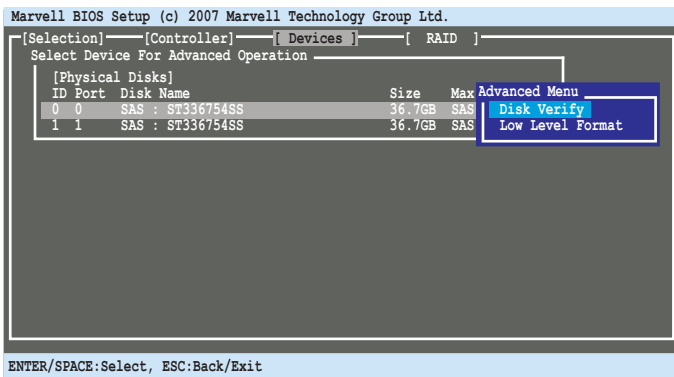 Marvell BIOS Setup (c) 2007 Marvell Technology Group Ltd.
[Selection] [Controller] [ Devices ] [ RAID ]
Select Device For Advanced Operation
[Physical Disks]
ID Port Disk Name Size Max Advanced Menu
0 0 SAS : ST336754SS 36.7GB SAS Disk Verify
1 1 SAS : ST336754SS 36.7GB SAS Low Level Format
ENTER/SPACE:Select, ESC:Back/Exit